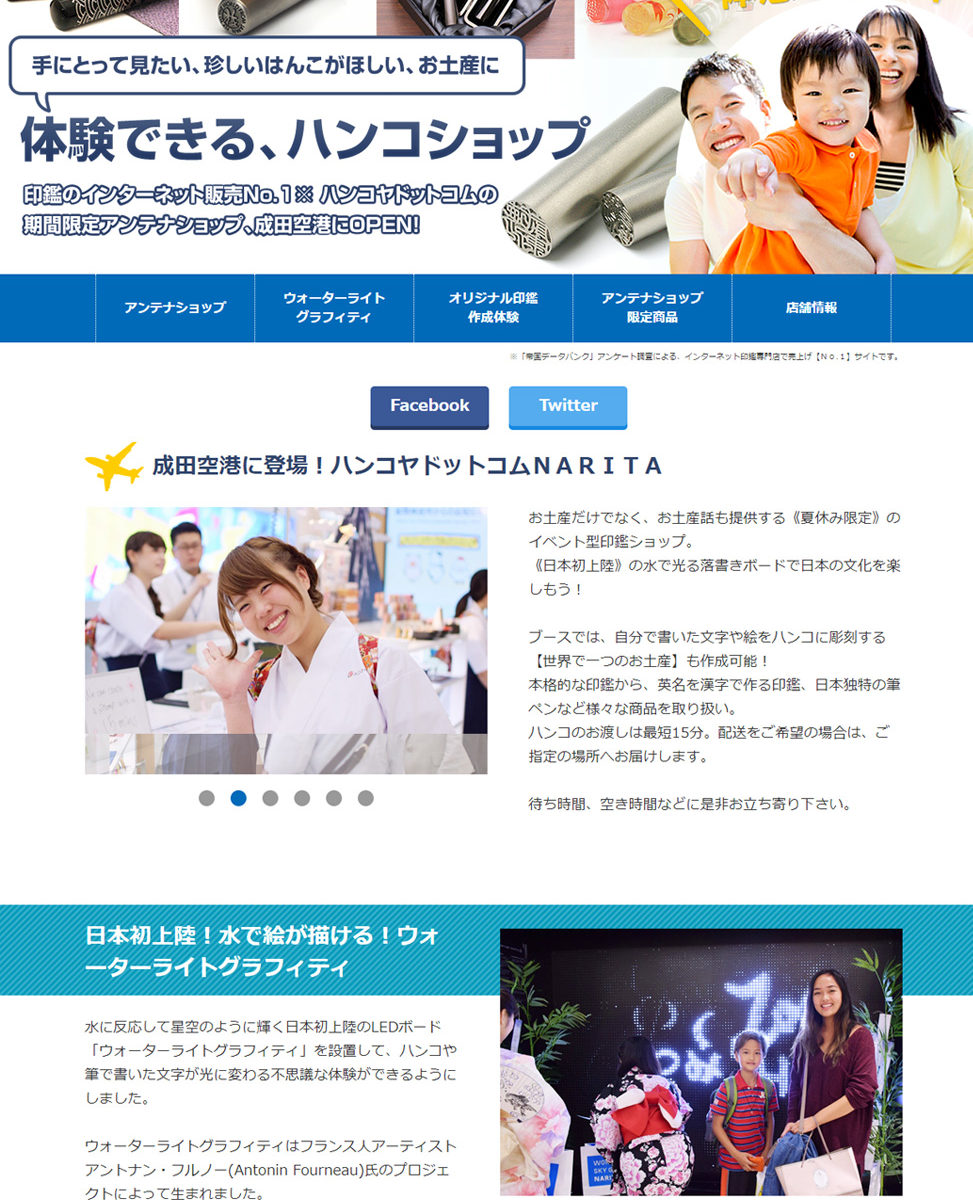 手にとって見たい、珍しいはんこがほしい、お土産に
体験できる、ハンコショップ
印鑑のインターネット販売No.1※ ハンコヤドットコムの
期間限定アンテナショップ、成田空港にOPEN!
アンテナショップ
ウォーターライト
グラフィティ
オリジナル印鑑
作成体験
アンテナショップ
限定商品
店舗情報
※「帝国データバンク」アンケート調査による、インターネット印鑑専門店で売上げ【No.1】サイトです。
Facebook
Twitter
成田空港に登場！ハンコヤドットコムＮＡＲＩＴＡ
お土産だけでなく、お土産話も提供する《夏休み限定》の
イベント型印鑑ショップ。
《日本初上陸》の水で光る落書きボードで日本の文化を楽
しもう！
ブースでは、自分で書いた文字や絵をハンコに彫刻する
【世界で一つのお土産】も作成可能！
本格的な印鑑から、英名を漢字で作る印鑑、日本独特の筆
ペンなど様々な商品を取り扱い。
ハンコのお渡しは最短15分。配送をご希望の場合は、ご
指定の場所へお届けします。
待ち時間、空き時間などに是非お立ち寄り下さい。
日本初上陸！水で絵が描ける！ウォ
ーターライトグラフィティ
水に反応して星空のように輝く日本初上陸のLEDボード
「ウォーターライトグラフィティ」を設置して、ハンコや
筆で書いた文字が光に変わる不思議な体験ができるように
しました。
ウォーターライトグラフィティはフランス人アーティスト
アントナン・フルノー(Antonin Fourneau)氏のプロジェ
クトによって生まれました。